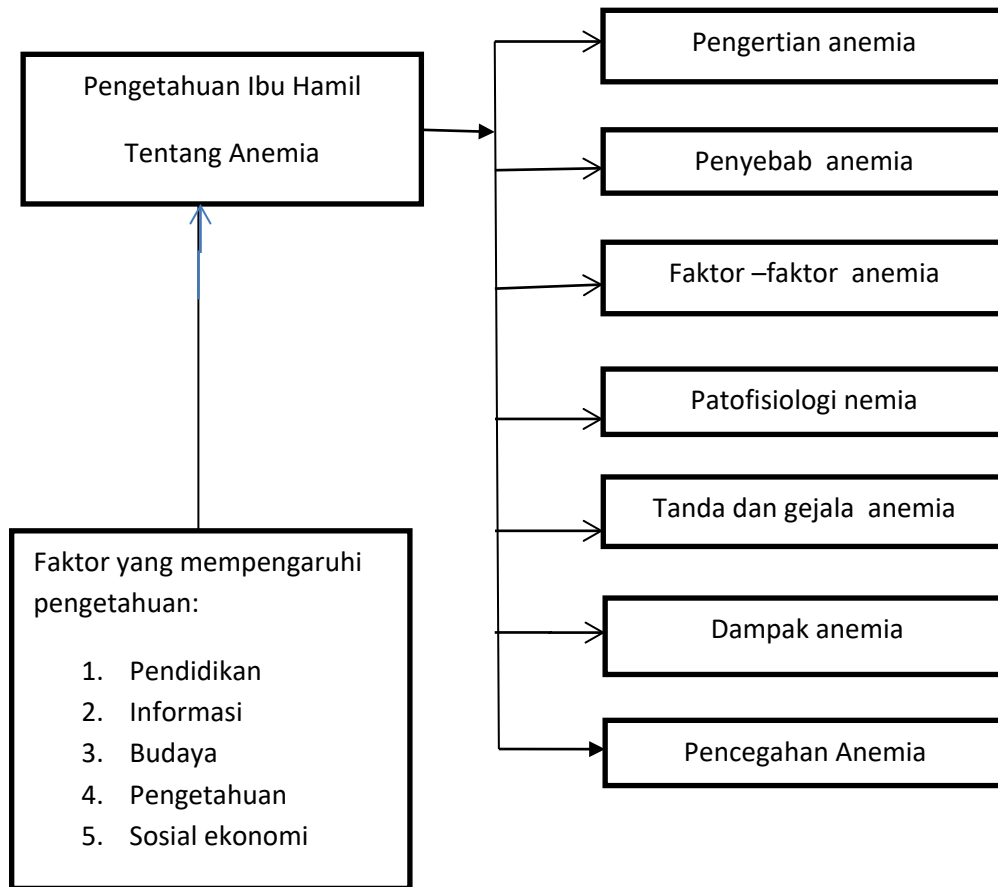 Pengetahuan Ibu Hamil
Tentang Anemia
Pengertian anemia
Penyebab  anemia
Faktor –faktor  anemia
Patofisiologi nemia
Tanda dan gejala  anemia
Dampak anemia
Pencegahan Anemia
Faktor yang mempengaruhi
pengetahuan:
1. Pendidikan
2. Informasi
3. Budaya
4. Pengetahuan
5. Sosial ekonomi